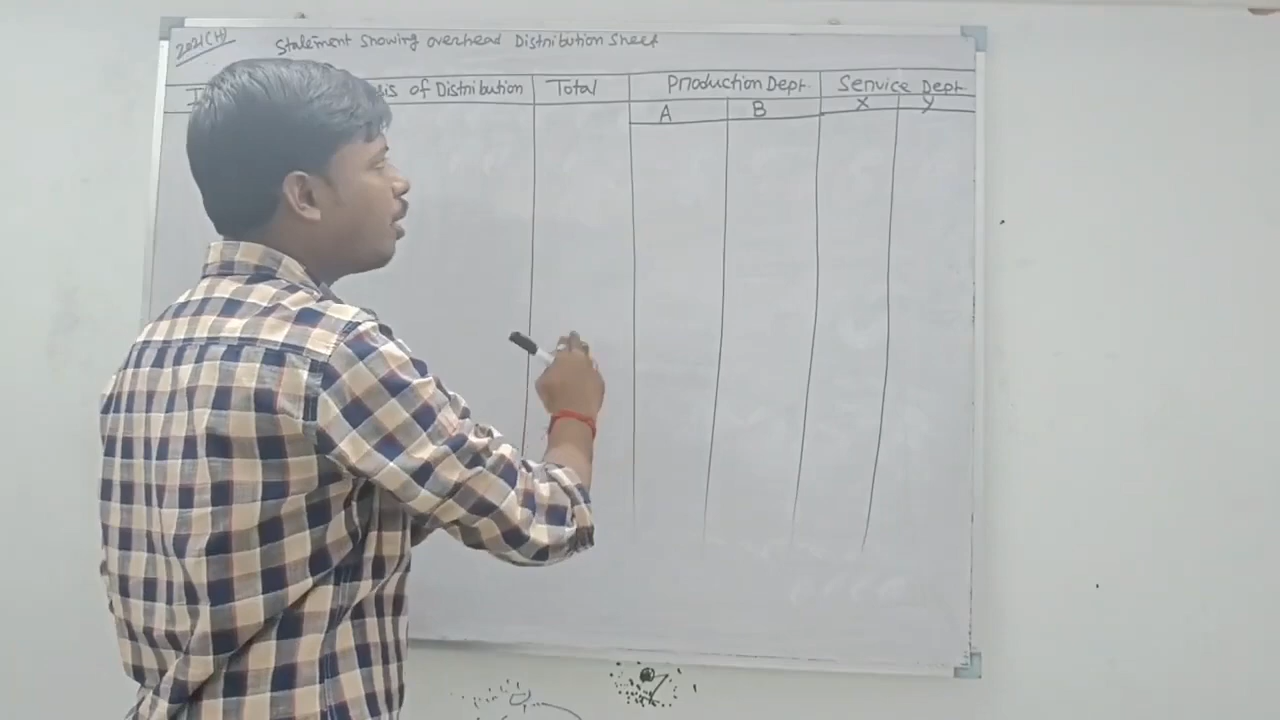 2021(H)
Statement Showing overhead Distribution Sheet
of Distribution Total Production Dept. Service Dept.
A B X Y